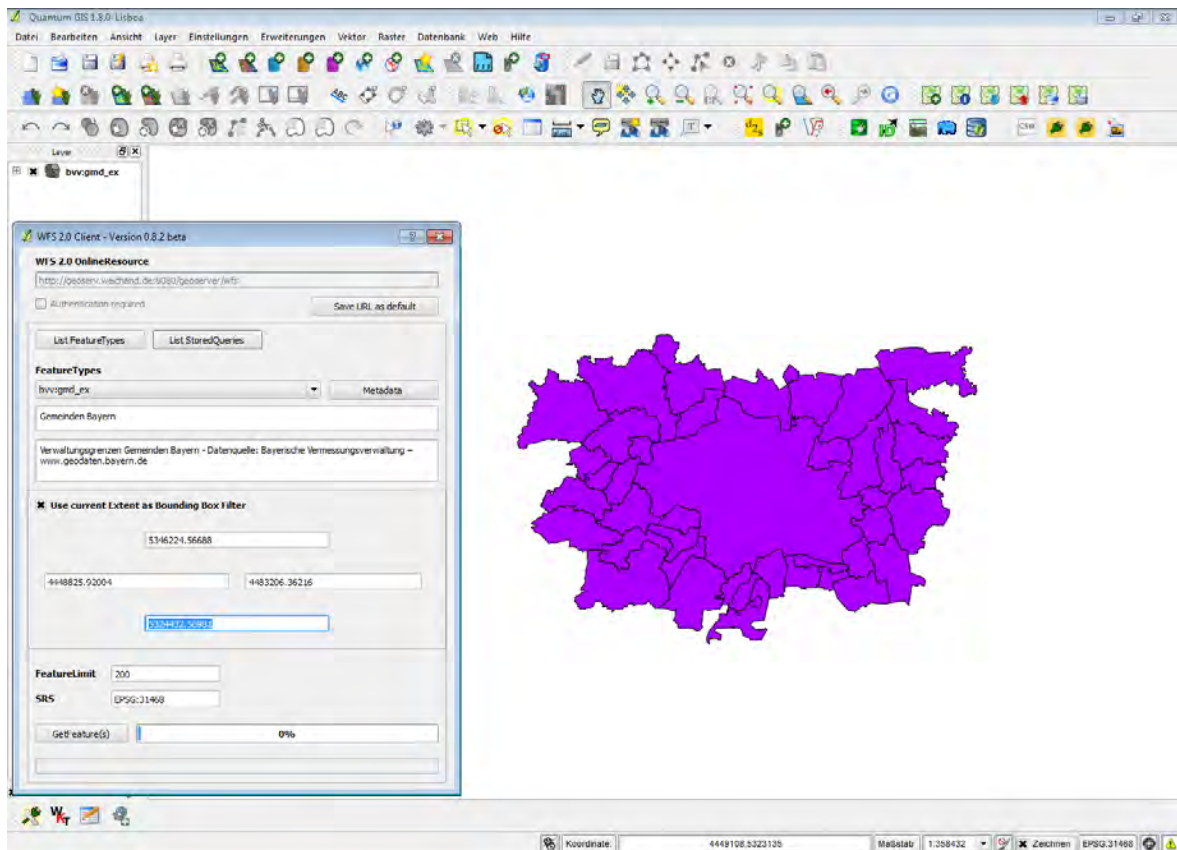 Quantum GIS 1.8.0-Lisboa
Datei Bearbeiten Ansicht Layer Einstellungen Erweiterungen Vektor Raster Datenbank Web Hilfe
ABC
CSW
Layer
bvv:gmd_ex
WFS 2.0 Client - Version 0.8.2 beta
WFS 2.0 OnlineResource
http://geoserv.weichand.de:8080/geoserver/wfs
Authentication required
Save URL as default
List FeatureTypes List StoredQueries
FeatureTypes
bvv:gmd_ex Metadata
Gemeinden Bayern
Verwaltungsgrenzen Gemeinden Bayern - Datenquelle: Bayerische Vermessungsverwaltung –
www.geodaten.bayern.de
Use current Extent as Bounding Box Filter
5346224.56688
4448825.92004 4483206.36216
FeatureLimit 200
SRS EPSG:31468
GetFeature(s) 0%
WKT
Koordinate: 4449108,5323135 Maßstab 1:358432 Zeichnen EPSG:31468